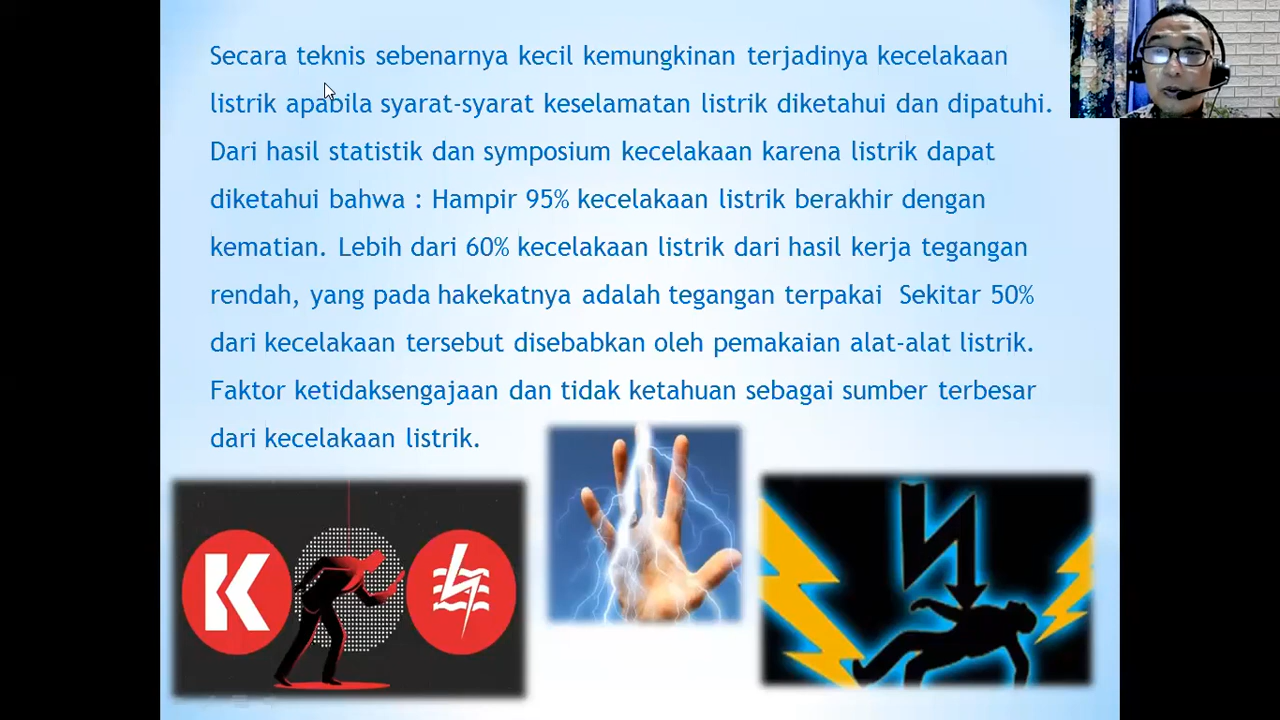 Secara teknis sebenarnya kecil kemungkinan terjadinya kecelakaan
listrik apabila syarat-syarat keselamatan listrik diketahui dan dipatuhi.
Dari hasil statistik dan symposium kecelakaan karena listrik dapat
diketahui bahwa : Hampir 95% kecelakaan listrik berakhir dengan
kematian. Lebih dari 60% kecelakaan listrik dari hasil kerja tegangan
rendah, yang pada hakekatnya adalah tegangan terpakai Sekitar 50%
dari kecelakaan tersebut disebabkan oleh pemakaian alat-alat listrik.
Faktor ketidaksengajaan dan tidak ketahuan sebagai sumber terbesar
dari kecelakaan listrik.
K